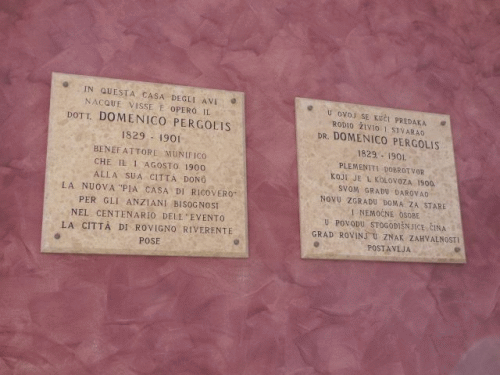 IN QUESTA CASA DEGLI AVI
NACQUE VISSE E OPERÒ IL
DOTT. DOMENICO PERGOLIS
1829 - 1901
BENEFATTORE MUNIFICO
CHE IL 1 AGOSTO 1900
ALLA SUA CITTÀ DONÒ
LA NUOVA "PIA CASA DI RICOVERO"
PER GLI ANZIANI BISOGNOSI
NEL CENTENARIO DELL'EVENTO
LA CITTÀ DI ROVIGNO RIVERENTE
POSE
U OVOJ SE KUĆI PREDAKA
RODIO ŽIVIO I STVARAO
DR. DOMENICO PERGOLIS
1829 - 1901
PLEMENITI DOBROTVOR
KOJI JE 1. KOLOVOZA 1900.
SVOM GRADU DAROVAO
NOVU ZGRADU DOMA ZA STARE
I NEMOĆNE OSOBE
U POVODU STOGODIŠNJICE ČINA
GRAD ROVINJ U ZNAK ZAHVALNOSTI
POSTAVLJA